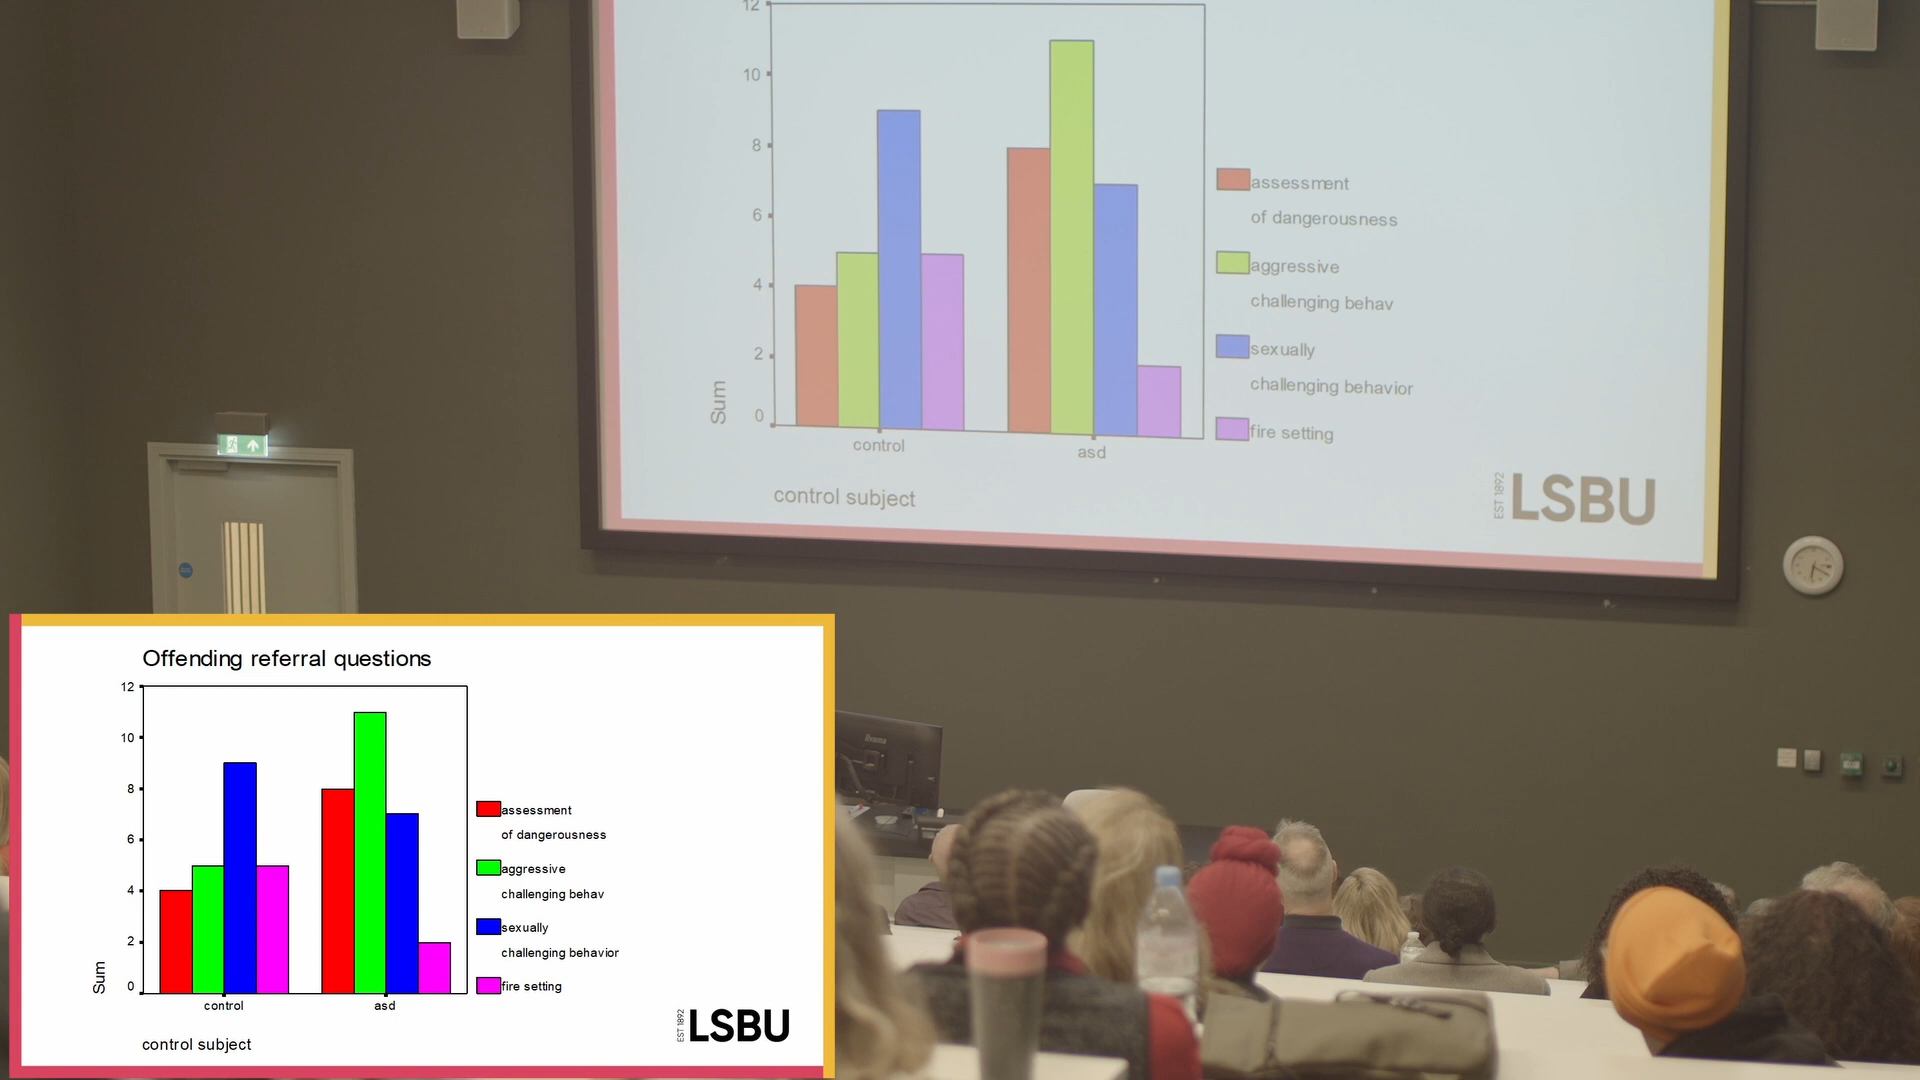 12
10
8
6
4
2
0
Sum
control
asd
control subject
assessment
of dangerousness
aggressive
challenging behav
sexually
challenging behavior
fire setting
EST 1892
LSBU
Offending referral questions
12
10
8
6
4
2
0
Sum
control
asd
control subject
assessment
of dangerousness
aggressive
challenging behav
sexually
challenging behavior
fire setting
EST 1892
LSBU
iiyama